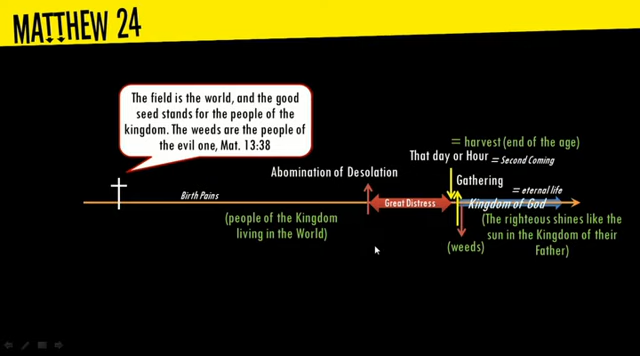 MATTHEW 24
The field is the world, and the good
seed stands for the people of the
kingdom. The weeds are the people of
the evil one, Mat. 13:38
= harvest (end of the age)
That day or Hour = Second Coming
Abomination of Desolation
Gathering
= eternal life
Birth Pains
Great Distress
Kingdom of God
(people of the Kingdom
living in the World)
(weeds)
(The righteous shines like the
sun in the Kingdom of their
Father)